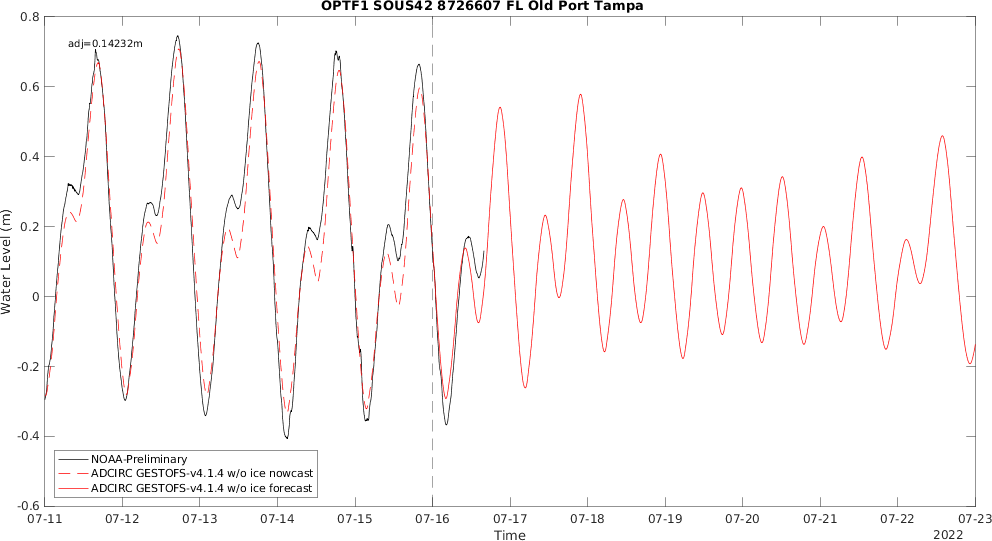 OPTF1 SOUS42 8726607 FL Old Port Tampa
adj=0.14232m
0.8
0.6
0.4
0.2
0
-0.2
-0.4
-0.6
Water Level (m)
NOAA-Preliminary
ADCIRC GESTOFS-v4.1.4 w/o ice nowcast
ADCIRC GESTOFS-v4.1.4 w/o ice forecast
07-11 07-12 07-13 07-14 07-15 07-16 07-17 07-18 07-19 07-20 07-21 07-22 07-23
Time
2022